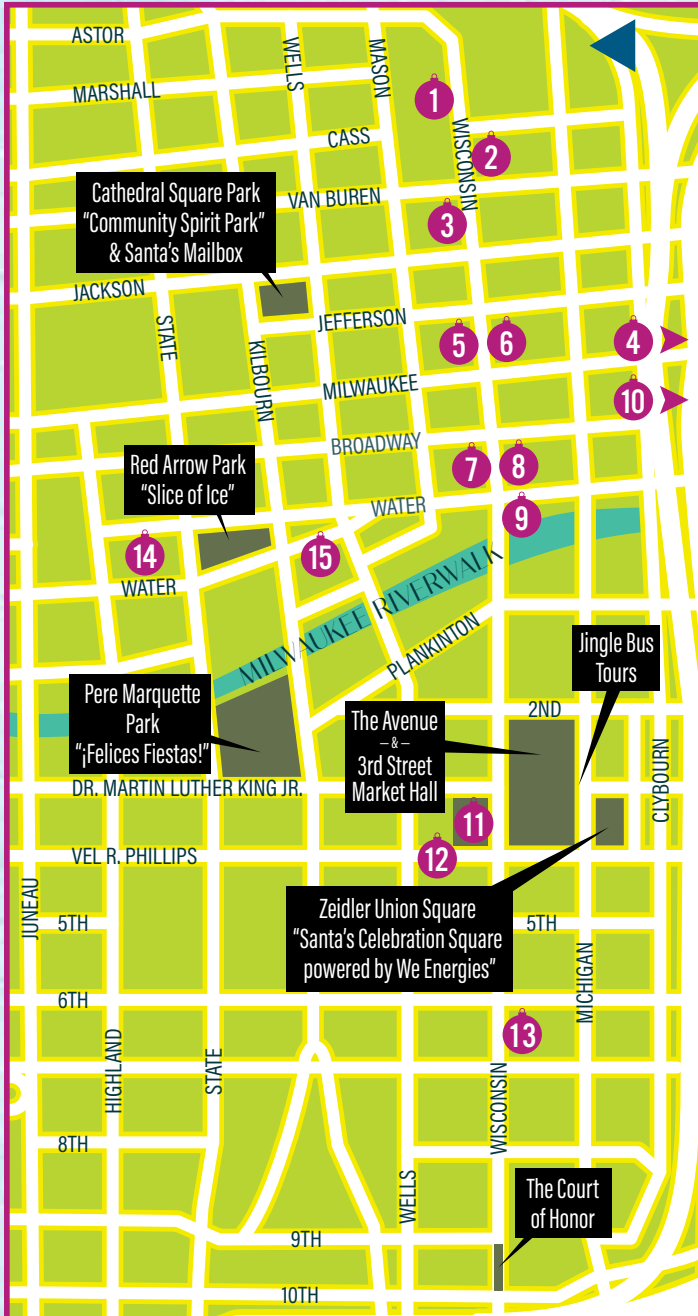 ASTOR
WELLS
MASON
MARSHALL
1
WISCONSIN
CASS
2
Cathedral Square Park
“Community Spirit Park”
& Santa’s Mailbox
VAN BUREN
3
JACKSON
STATE
KILBOURN
JEFFERSON
5
6
4
MILWAUKEE
10
BROADWAY
Red Arrow Park
“Slice of Ice”
7
8
WATER
9
14
15
WATER
MILWAUKEE RIVERWALK
PLANKINTON
Jingle Bus
Tours
Pere Marquette
Park
“¡Felices Fiestas!”
The Avenue
– & –
3rd Street
Market Hall
2ND
CLYBOURN
DR. MARTIN LUTHER KING JR.
11
12
VEL R. PHILLIPS
JUNEAU
Zeidler Union Square
“Santa’s Celebration Square
powered by We Energies”
5TH
5TH
MICHIGAN
6TH
13
HIGHLAND
STATE
WISCONSIN
8TH
WELLS
The Court
of Honor
9TH
10TH